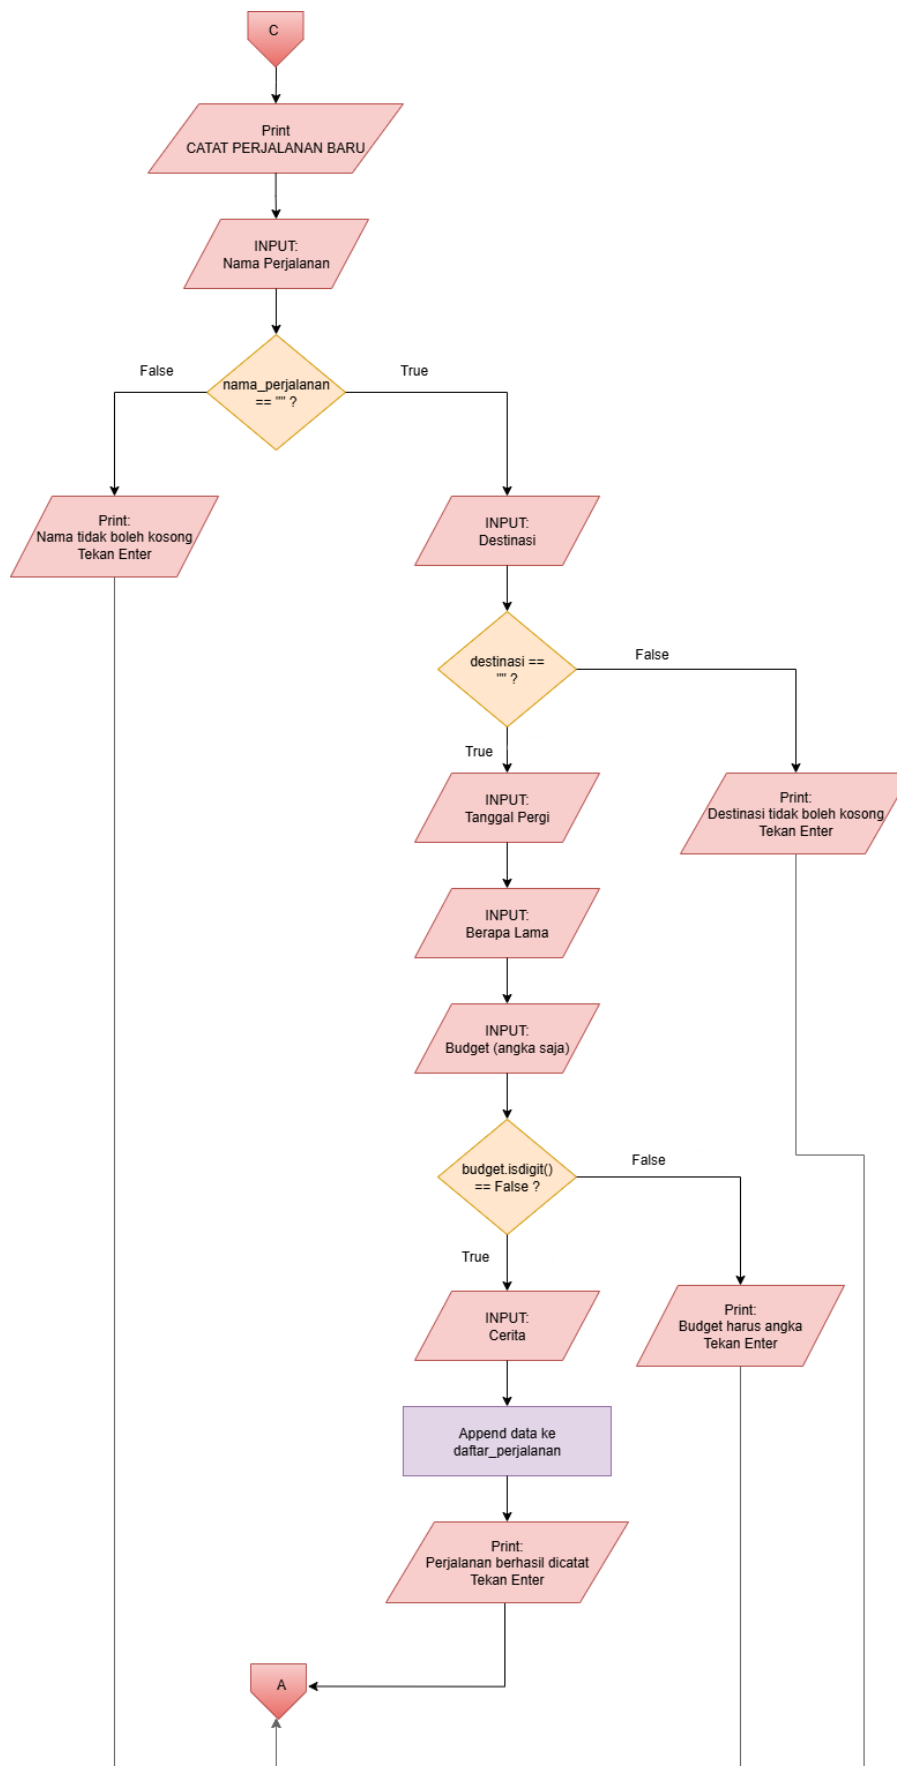 C
Print
CATAT PERJALANAN BARU
INPUT:
Nama Perjalanan
False
True
nama_perjalanan
== "" ?
Print:
Nama tidak boleh kosong
Tekan Enter
INPUT:
Destinasi
destinasi ==
"" ?
False
True
INPUT:
Tanggal Pergi
Print:
Destinasi tidak boleh kosong
Tekan Enter
INPUT:
Berapa Lama
INPUT:
Budget (angka saja)
budget.isdigit()
== False ?
False
True
INPUT:
Cerita
Print:
Budget harus angka
Tekan Enter
Append data ke
daftar_perjalanan
Print:
Perjalanan berhasil dicatat
Tekan Enter
A